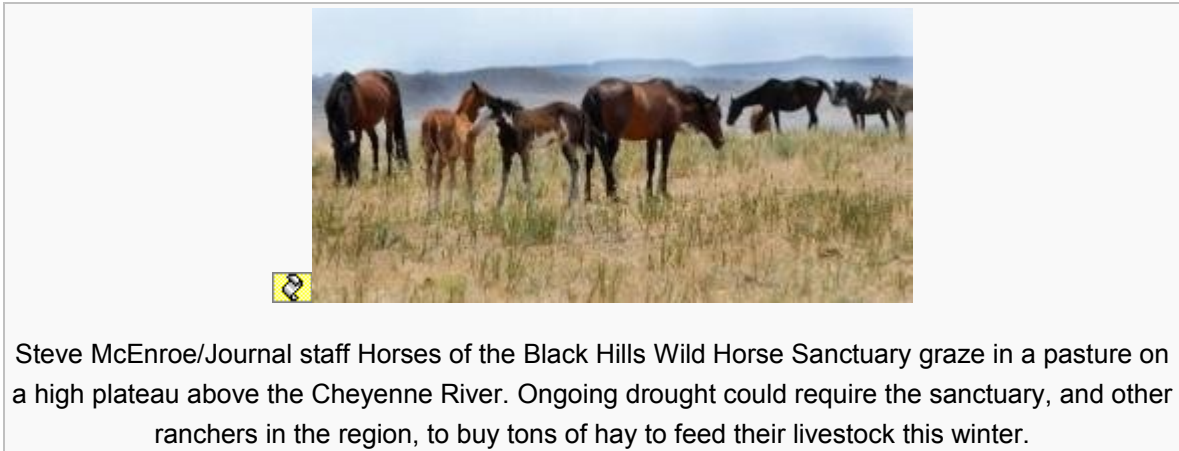 Steve McEnroe/Journal staff Horses of the Black Hills Wild Horse Sanctuary graze in a pasture on
a high plateau above the Cheyenne River. Ongoing drought could require the sanctuary, and other
ranchers in the region, to buy tons of hay to feed their livestock this winter.